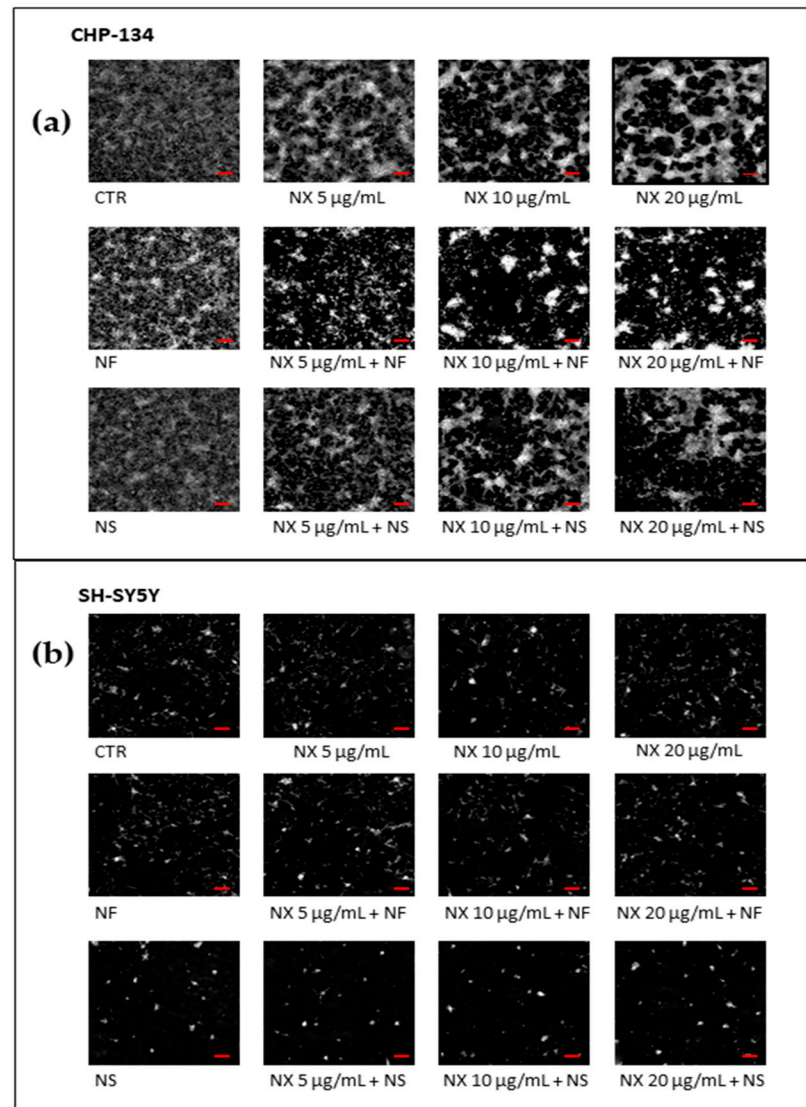 CHP-134
(a)
CTR
NX 5 µg/mL
NX 10 µg/mL
NX 20 µg/mL
NF
NX 5 µg/mL + NF
NX 10 µg/mL + NF
NX 20 µg/mL + NF
NS
NX 5 µg/mL + NS
NX 10 µg/mL + NS
NX 20 µg/mL + NS
SH-SY5Y
(b)
CTR
NX 5 µg/mL
NX 10 µg/mL
NX 20 µg/mL
NF
NX 5 µg/mL + NF
NX 10 µg/mL + NF
NX 20 µg/mL + NF
NS
NX 5 µg/mL + NS
NX 10 µg/mL + NS
NX 20 µg/mL + NS